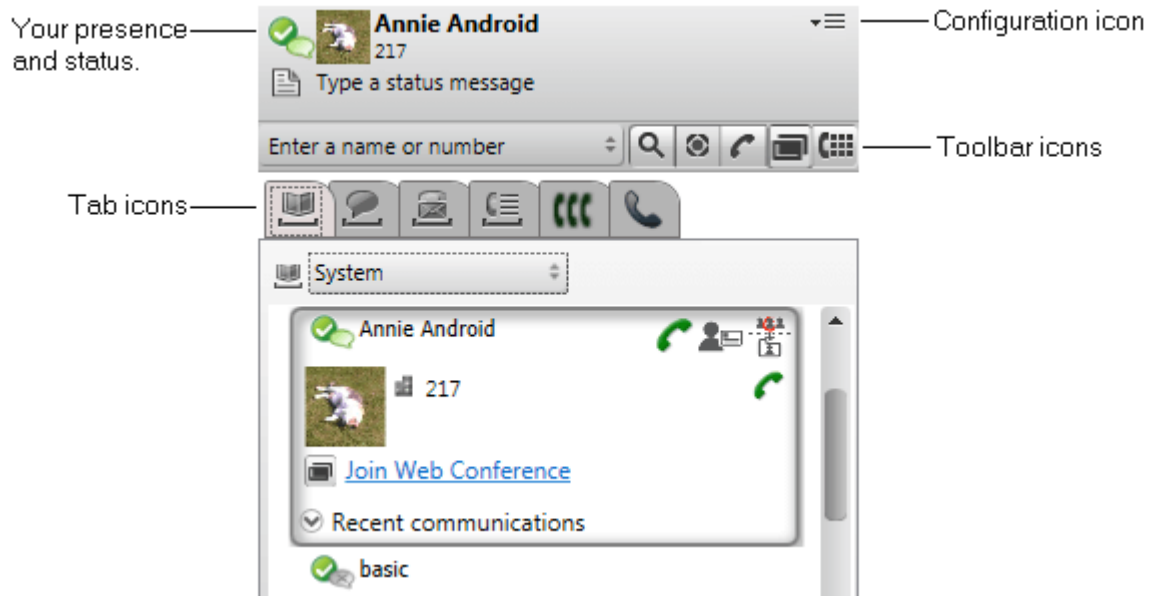 Your presence
and status.
Annie Android
217
Type a status message
Configuration icon
Enter a name or number
Toolbar icons
Tab icons
System
Annie Android
217
Join Web Conference
Recent communications
basic